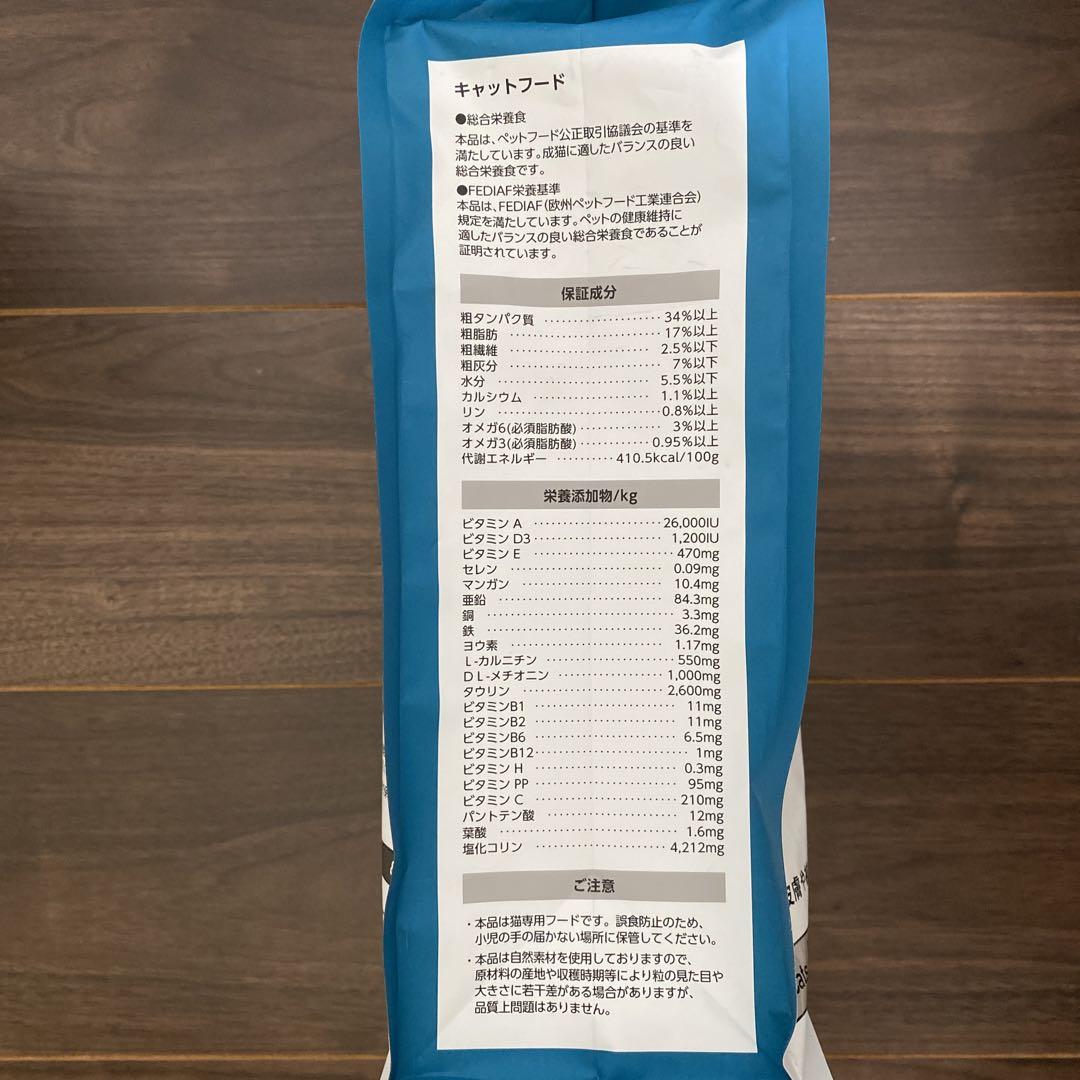 キャットフード
●総合栄養食
本品は、ペットフード公正取引協議会の基準を
満たしています。成猫に適したバランスの良い
総合栄養食です。
●FEDIAF栄養基準
本品は、FEDIAF(欧州ペットフード工業連合会)
規定を満たしています。ペットの健康維持に
適したバランスの良い総合栄養食であることが
証明されています。
保証成分
粗タンパク質 ···················· 34%以上
粗脂肪 ·························· 17%以上
粗繊維 ························ 2.5%以下
粗灰分 ·························· 7%以下
水分 ·························· 5.5%以下
カルシウム ···················· 1.1%以上
リン ··························0.8%以上
オメガ6(必須脂肪酸) ················ 3%以上
オメガ3(必須脂肪酸) ············0.95%以上
代謝エネルギー ··········410.5kcal/100g
栄養添加物/kg
ビタミン A ······················26,000IU
ビタミン D3······················ 1,200IU
ビタミン E ························ 470mg
セレン ·························· 0.09mg
マンガン ························ 10.4mg
亜鉛 ···························· 84.3mg
銅 ······························ 3.3mg
鉄 ······························ 36.2mg
ヨウ素 ·························· 1.17mg
L-カルニチン ······················ 550mg
DL-メチオニン ·················· 1,000mg
タウリン ························ 2,600mg
ビタミンB1 ························ 11mg
ビタミンB2 ························ 11mg
ビタミンB6 ······················ 6.5mg
ビタミンB12·························· 1mg
ビタミン H ························ 0.3mg
ビタミン PP ························ 95mg
ビタミン C ························ 210mg
パントテン酸 ······················ 12mg
葉酸 ······························ 1.6mg
塩化コリン ······················ 4,212mg
ご注意
・本品は猫専用フードです。誤食防止のため、
小児の手の届かない場所に保管してください。
・本品は自然素材を使用しておりますので、
原材料の産地や収穫時期等により粒の見た目や
大きさに若干差がある場合がありますが、
品質上問題はありません。